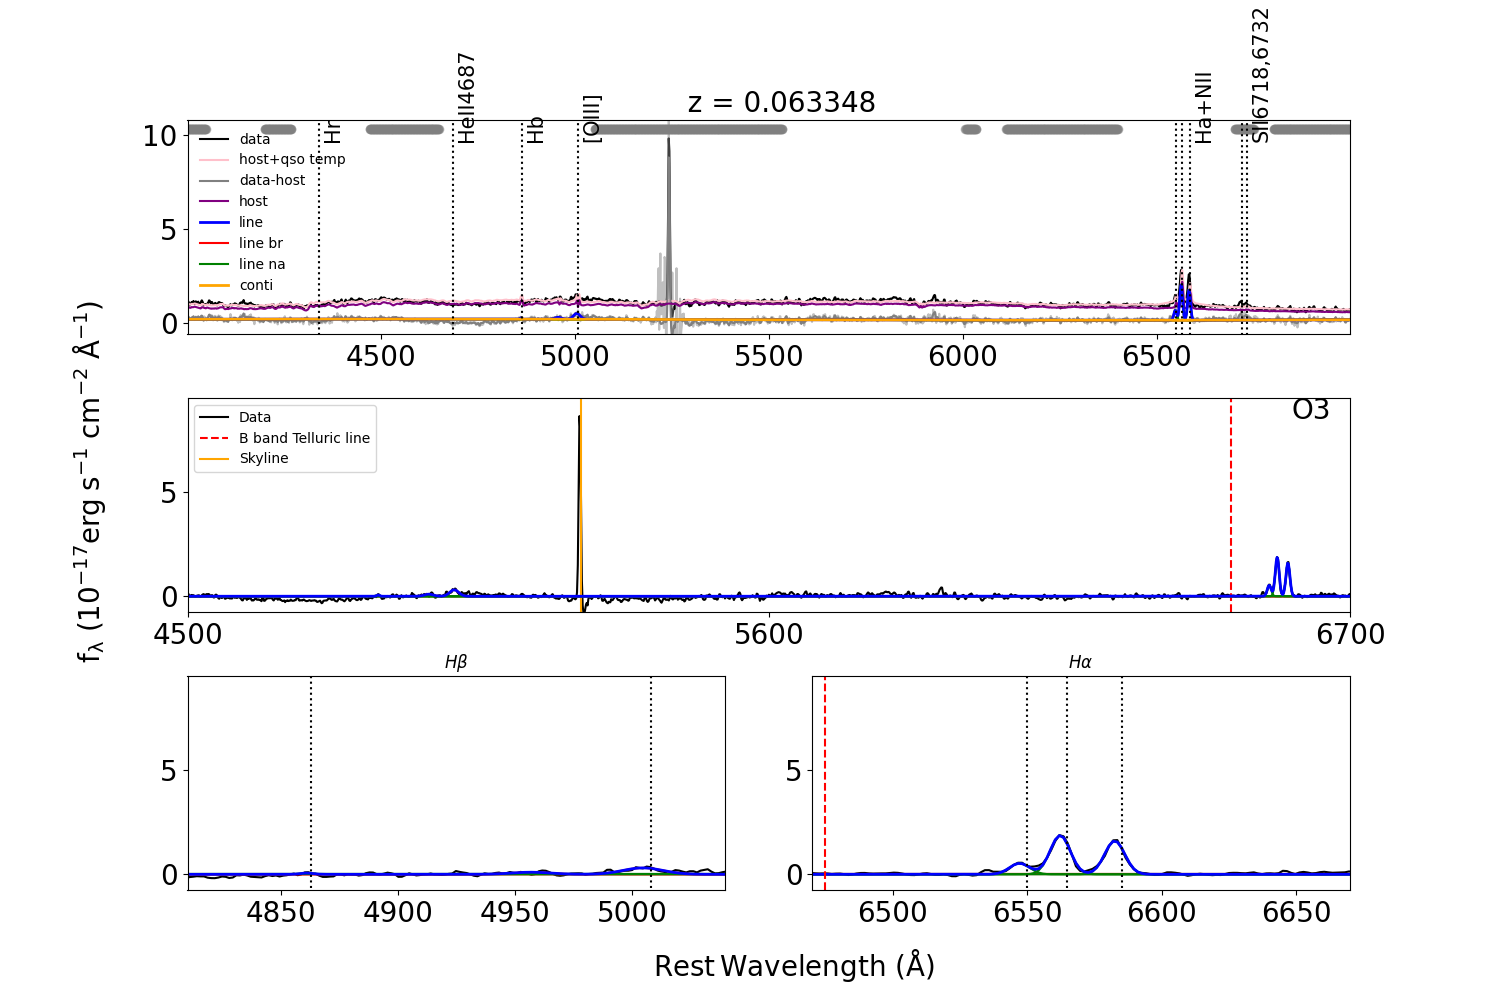 z = 0.063348
Hr
HeII4687
Hb
[OIII]
Ha+NII
SII6718,6732
10
5
0
data
host+qso temp
data-host
host
line
line br
line na
conti
4500 5000 5500 6000 6500
O3
5
0
Data
B band Telluric line
Skyline
4500 5600 6700
f_λ (10^{−17}erg s^{−1} cm^{−2} Å^{−1})
Hβ
5
0
4850 4900 4950 5000
Hα
5
0
6500 6550 6600 6650
Rest Wavelength (Å)